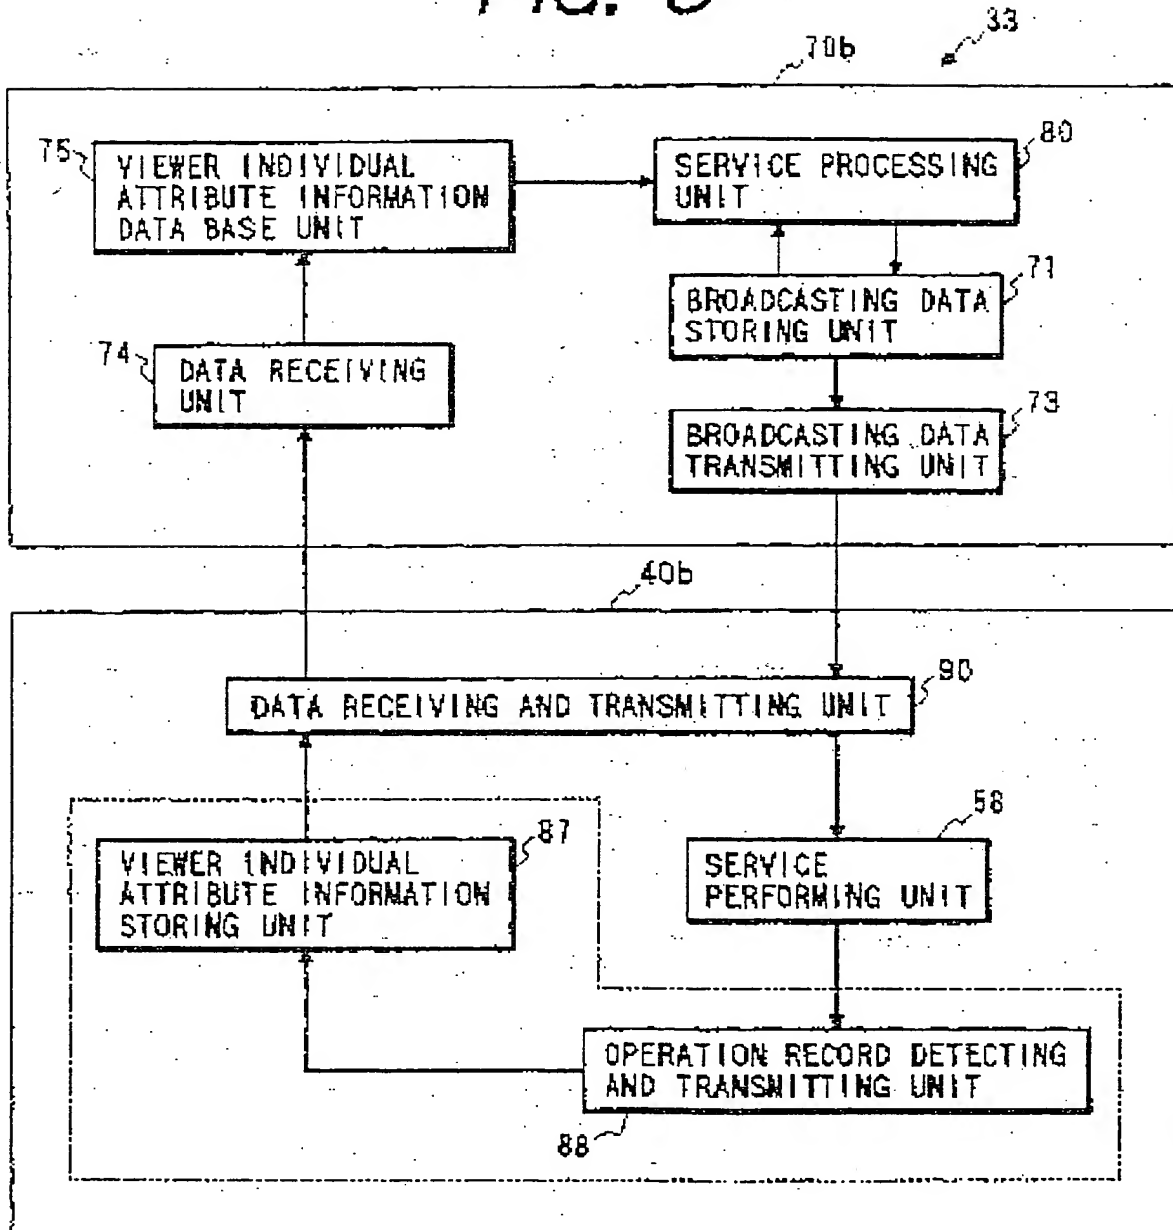 33
70b
75
VIEWER INDIVIDUAL
ATTRIBUTE INFORMATION
DATA BASE UNIT
SERVICE PROCESSING
UNIT
80
BROADCASTING DATA
STORING UNIT
71
74
DATA RECEIVING
UNIT
BROADCASTING DATA
TRANSMITTING UNIT
73
40b
DATA RECEIVING AND TRANSMITTING UNIT
90
VIEWER INDIVIDUAL
ATTRIBUTE INFORMATION
STORING UNIT
87
SERVICE
PERFORMING UNIT
58
OPERATION RECORD DETECTING
AND TRANSMITTING UNIT
88